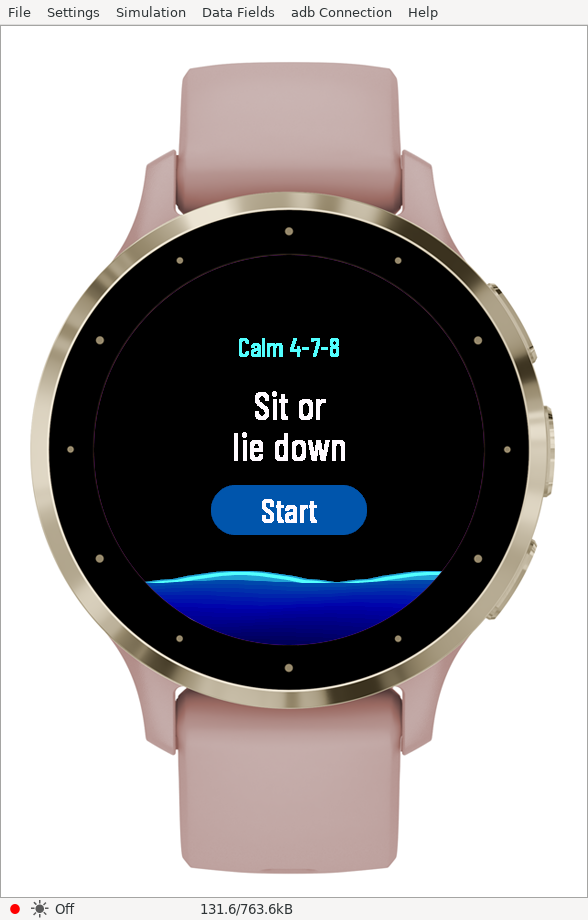 File Settings Simulation Data Fields adb Connection Help
Calm 4-7-8
Sit or
lie down
Start
Off 131.6/763.6kB